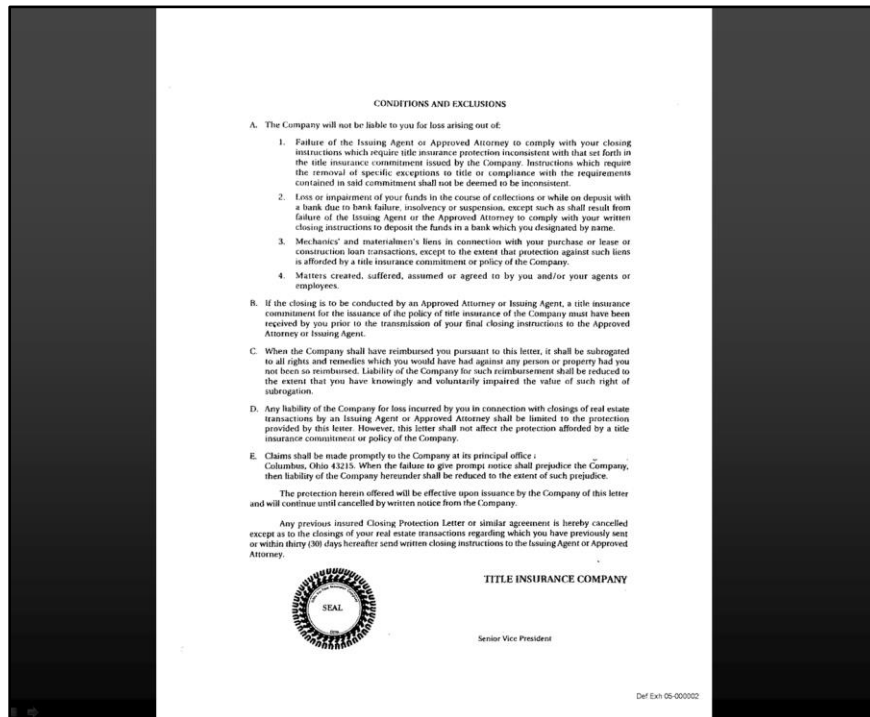 CONDITIONS AND EXCLUSIONS
A. The Company will not be liable to you for loss arising out of:
1. Failure of the Issuing Agent or Approved Attorney to comply with your closing
instructions which require title insurance protection inconsistent with that set forth in
the title insurance commitment issued by the Company. Instructions which require
the removal of specific exceptions to title or compliance with the requirements
contained in said commitment shall not be deemed to be inconsistent.
2. Loss or impairment of your funds in the course of collections or while on deposit with
a bank due to bank failure, insolvency or suspension, except such as shall result from
failure of the Issuing Agent or the Approved Attorney to comply with your written
closing instructions to deposit the funds in a bank which you designated by name.
3. Mechanics' and materialmen's liens in connection with your purchase or lease or
construction loan transactions, except to the extent that protection against such liens
is afforded by a title insurance commitment or policy of the Company.
4. Matters created, suffered, assumed or agreed to by you and/or your agents or
employees.
B. If the closing is to be conducted by an Approved Attorney or Issuing Agent, a title insurance
commitment for the issuance of the policy of title insurance of the Company must have been
received by you prior to the transmission of your final closing instructions to the Approved
Attorney or Issuing Agent.
C. When the Company shall have reimbursed you pursuant to this letter, it shall be subrogated
to all rights and remedies which you would have had against any person or property had you
not been so reimbursed. Liability of the Company for such reimbursement shall be reduced to
the extent that you have knowingly and voluntarily impaired the value of such right of
subrogation.
D. Any liability of the Company for loss incurred by you in connection with closings of real estate
transactions by an Issuing Agent or Approved Attorney shall be limited to the protection
provided by this letter. However, this letter shall not affect the protection afforded by a title
insurance commitment or policy of the Company.
E. Claims shall be made promptly to the Company at its principal office
Columbus, Ohio 43215. When the failure to give prompt notice shall prejudice the Company,
then liability of the Company hereunder shall be reduced to the extent of such prejudice.
The protection herein offered will be effective upon issuance by the Company of this letter
and will continue until cancelled by written notice from the Company.
Any previous insured Closing Protection Letter or similar agreement is hereby cancelled
except as to the closings of your real estate transactions regarding which you have previously sent
or within thirty (30) days hereafter send written closing instructions to the Issuing Agent or Approved
Attorney.
SEAL
TITLE INSURANCE COMPANY
Senior Vice President
Def Exh 05-000002